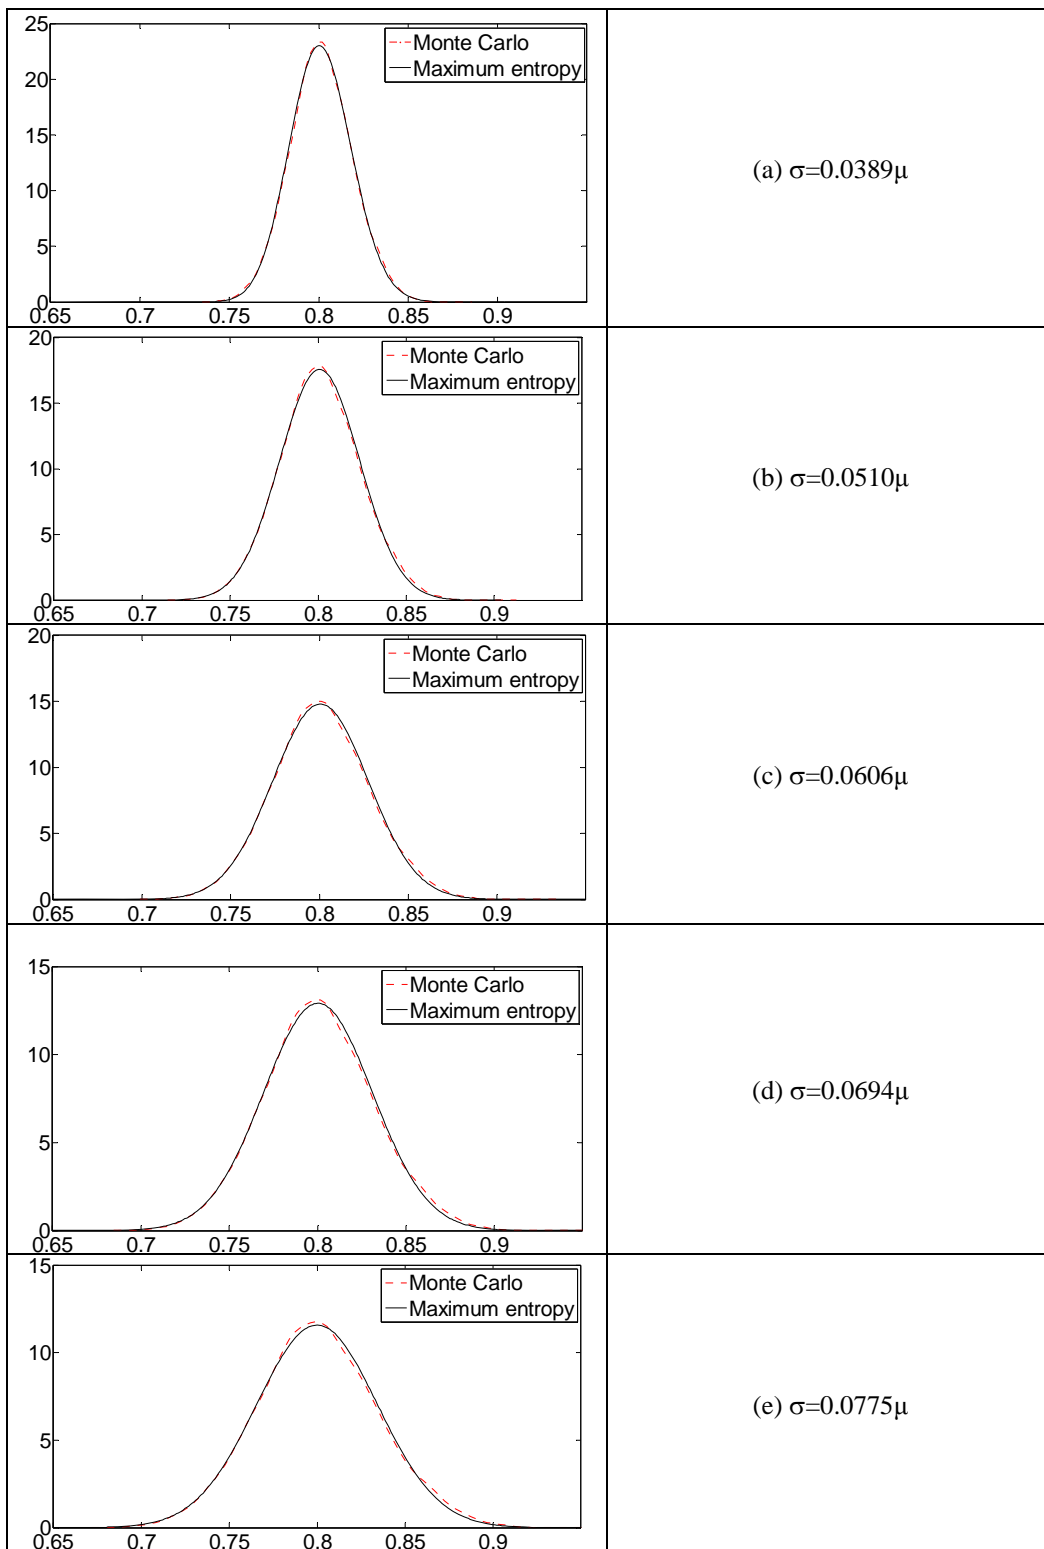 25
20
15
10
5
0
0.65 0.7 0.75 0.8 0.85 0.9
Monte Carlo
Maximum entropy
(a) σ=0.0389μ
20
15
10
5
0
0.65 0.7 0.75 0.8 0.85 0.9
Monte Carlo
Maximum entropy
(b) σ=0.0510μ
20
15
10
5
0
0.65 0.7 0.75 0.8 0.85 0.9
Monte Carlo
Maximum entropy
(c) σ=0.0606μ
15
10
5
0
0.65 0.7 0.75 0.8 0.85 0.9
Monte Carlo
Maximum entropy
(d) σ=0.0694μ
15
10
5
0
0.65 0.7 0.75 0.8 0.85 0.9
Monte Carlo
Maximum entropy
(e) σ=0.0775μ